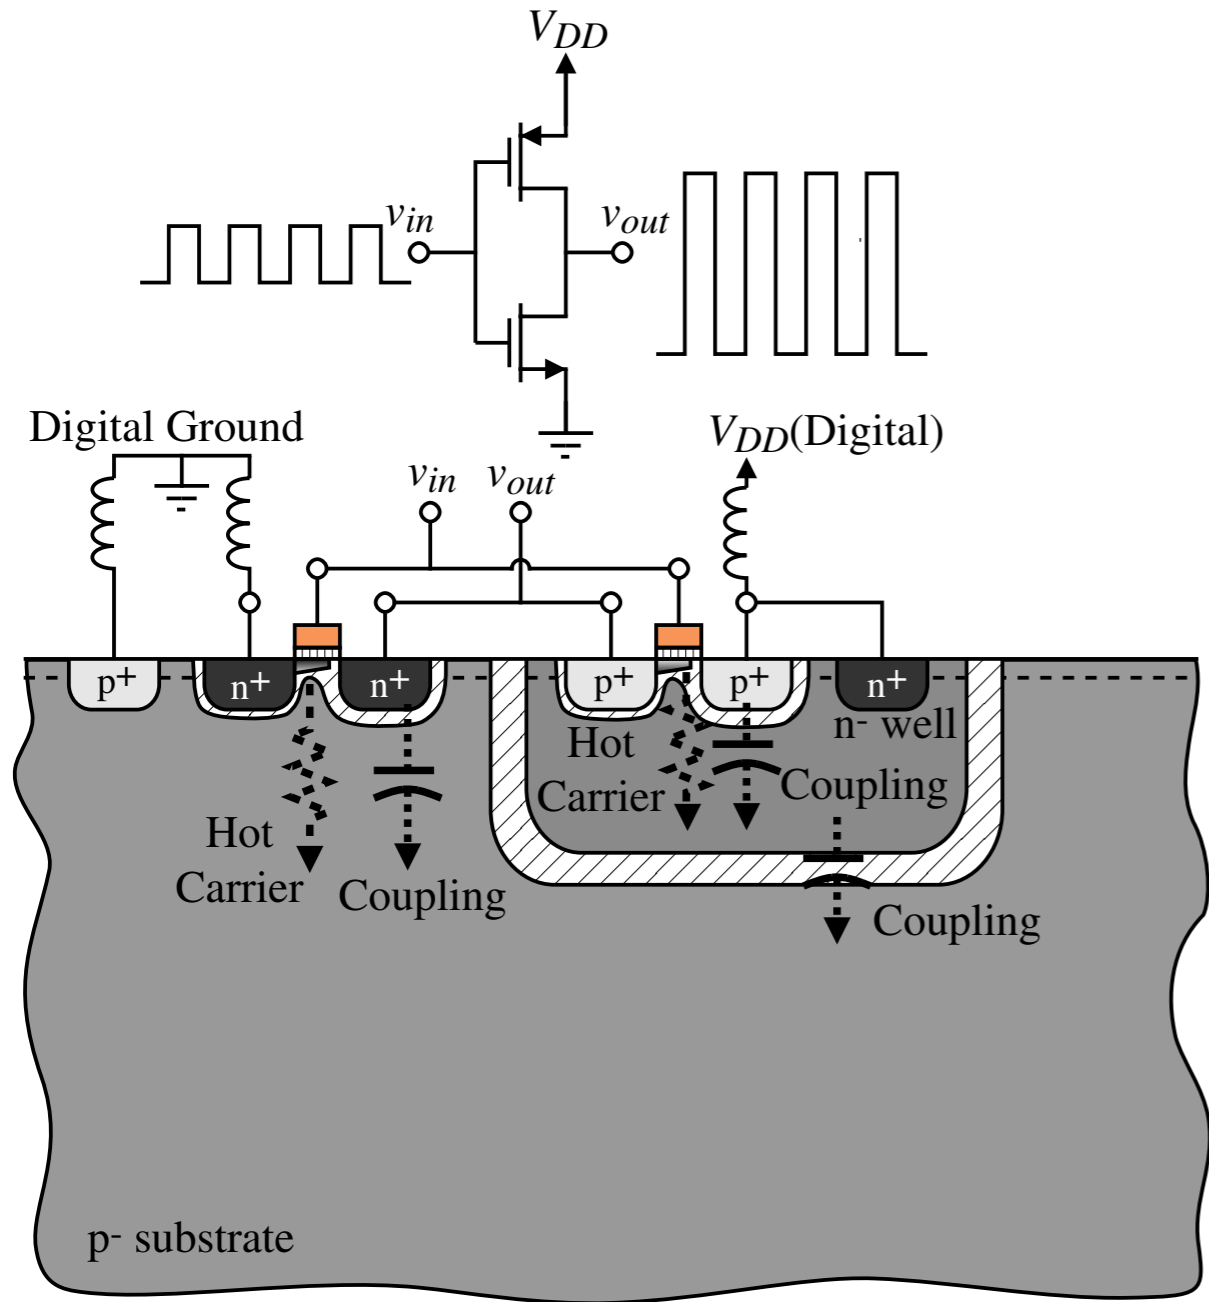 VDD
vin
vout
Digital Ground
VDD(Digital)
vin vout
p+ n+ n+ p+ p+ n+
n- well
Hot
Carrier
Coupling
Hot
Carrier
Coupling
Coupling
p- substrate